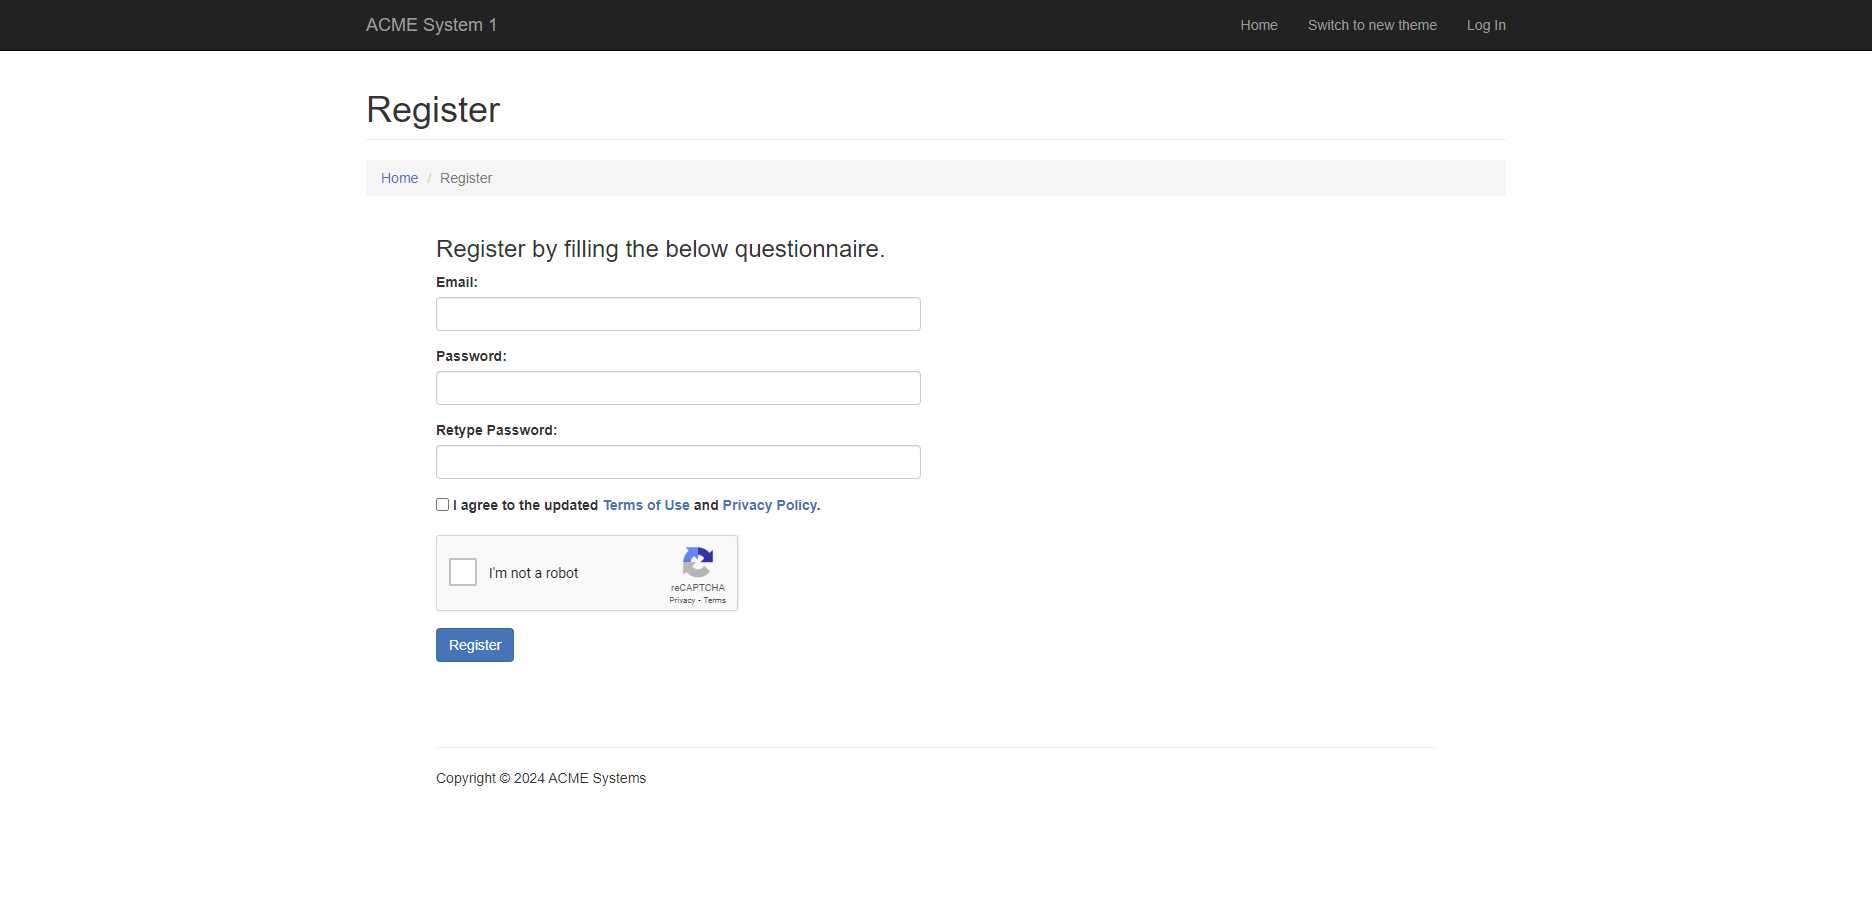 ACME System 1
Home Switch to new theme Log In
Register
Home / Register
Register by filling the below questionnaire.
Email:
Password:
Retype Password:
I agree to the updated Terms of Use and Privacy Policy.
I'm not a robot
reCAPTCHA
Privacy - Terms
Register
Copyright © 2024 ACME Systems